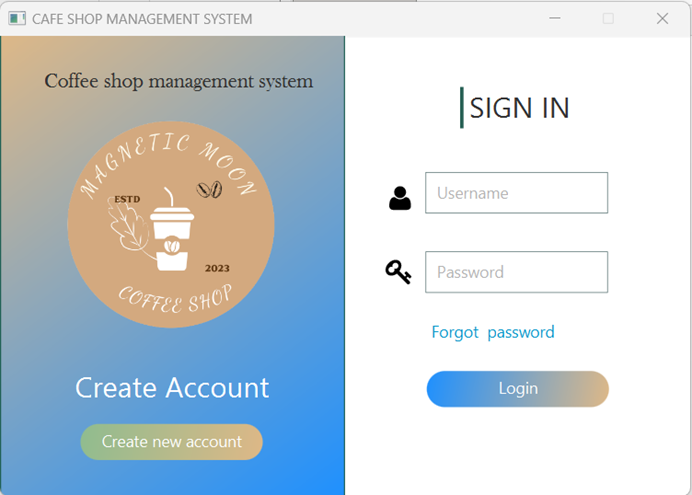 CAFE SHOP MANAGEMENT SYSTEM
Coffee shop management system
MAGNETIC MOON
ESTD
2023
COFFEE SHOP
Create Account
Create new account
SIGN IN
Username
Password
Forgot password
Login